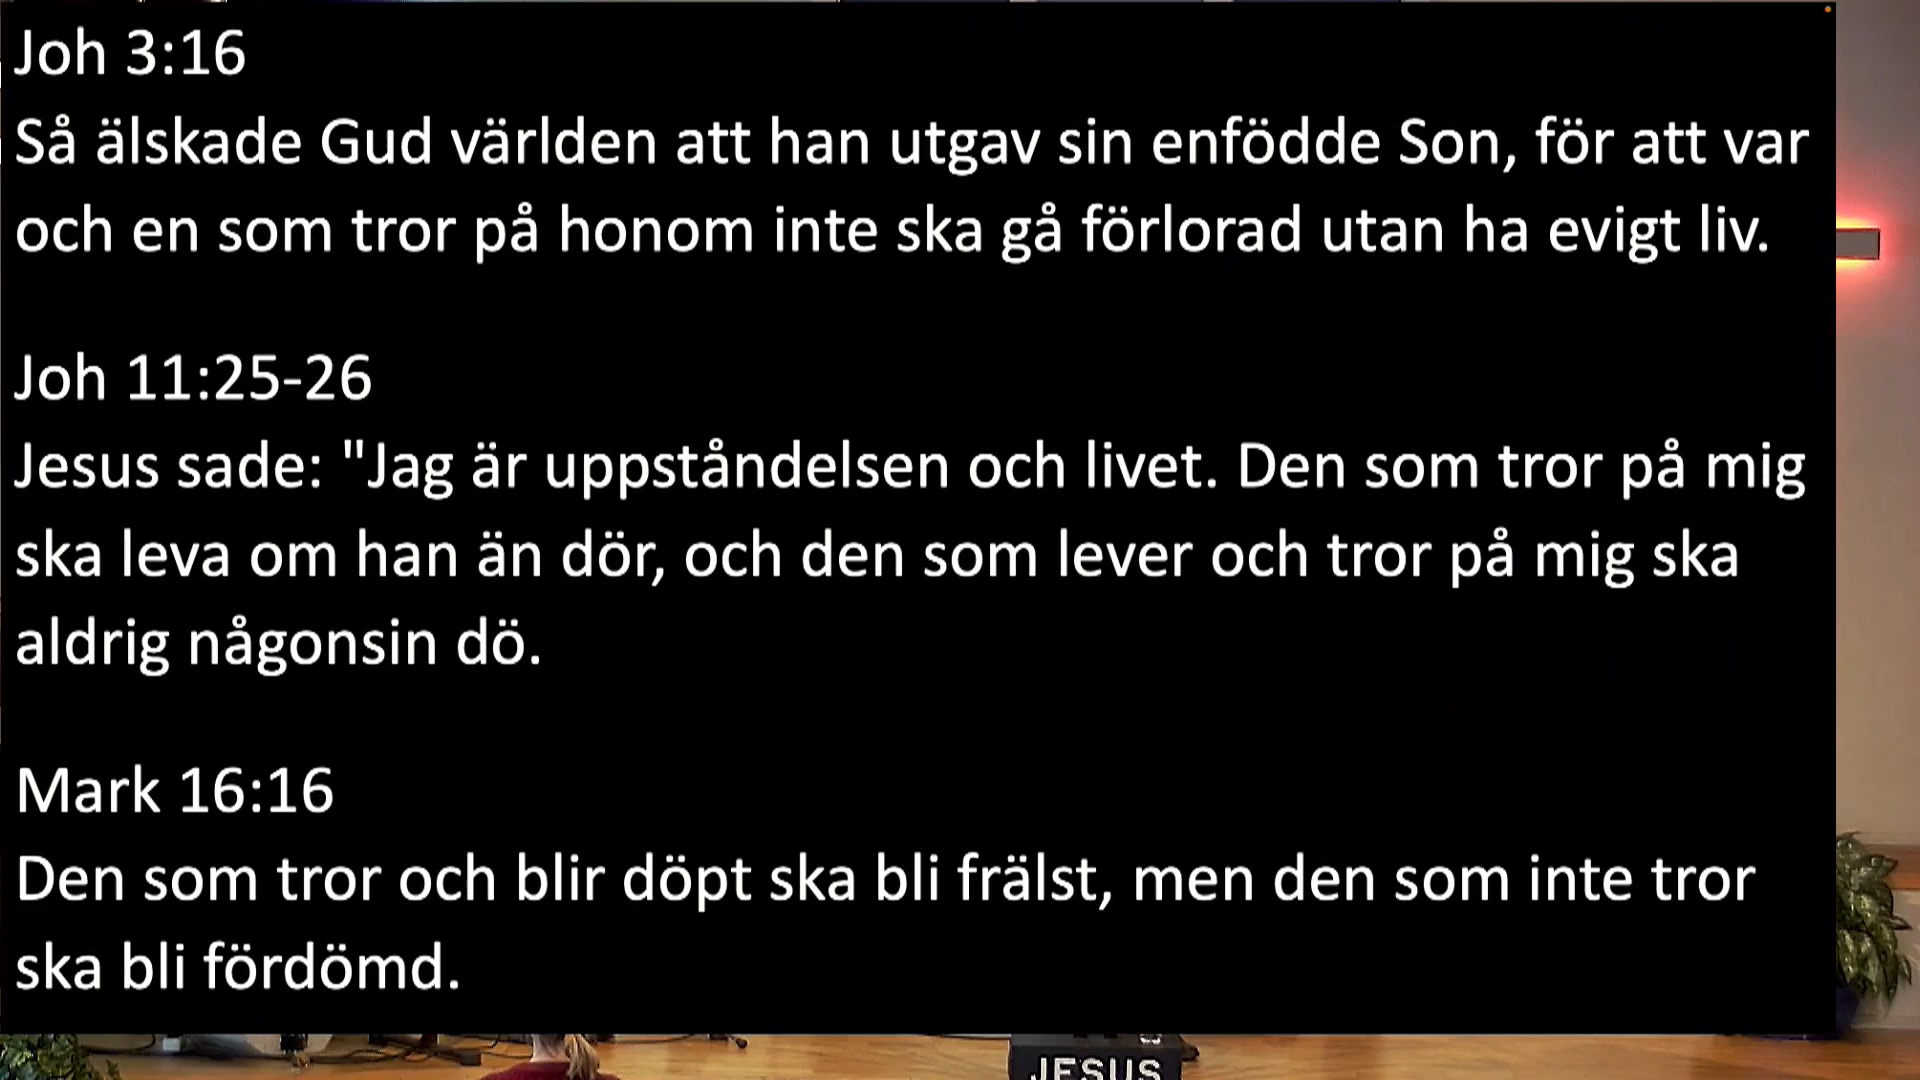 Joh 3:16
Så älskade Gud världen att han utgav sin enfödde Son, för att var
och en som tror på honom inte ska gå förlorad utan ha evigt liv.
Joh 11:25-26
Jesus sade: "Jag är uppståndelsen och livet. Den som tror på mig
ska leva om han än dör, och den som lever och tror på mig ska
aldrig någonsin dö.
Mark 16:16
Den som tror och blir döpt ska bli frälst, men den som inte tror
ska bli fördömd.
JESUS